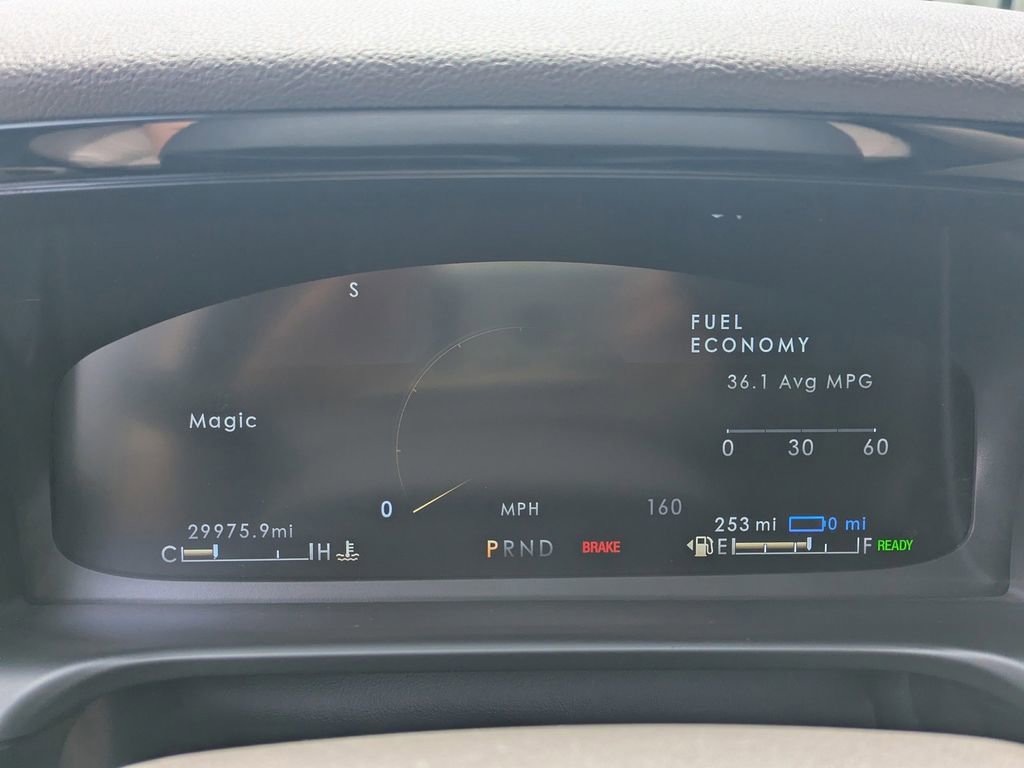 S
FUEL
ECONOMY
36.1 Avg MPG
Magic
0 30 60
0 MPH 160
253 mi 0 mi
29975.9mi
C H
PRND
BRAKE
E F
READY